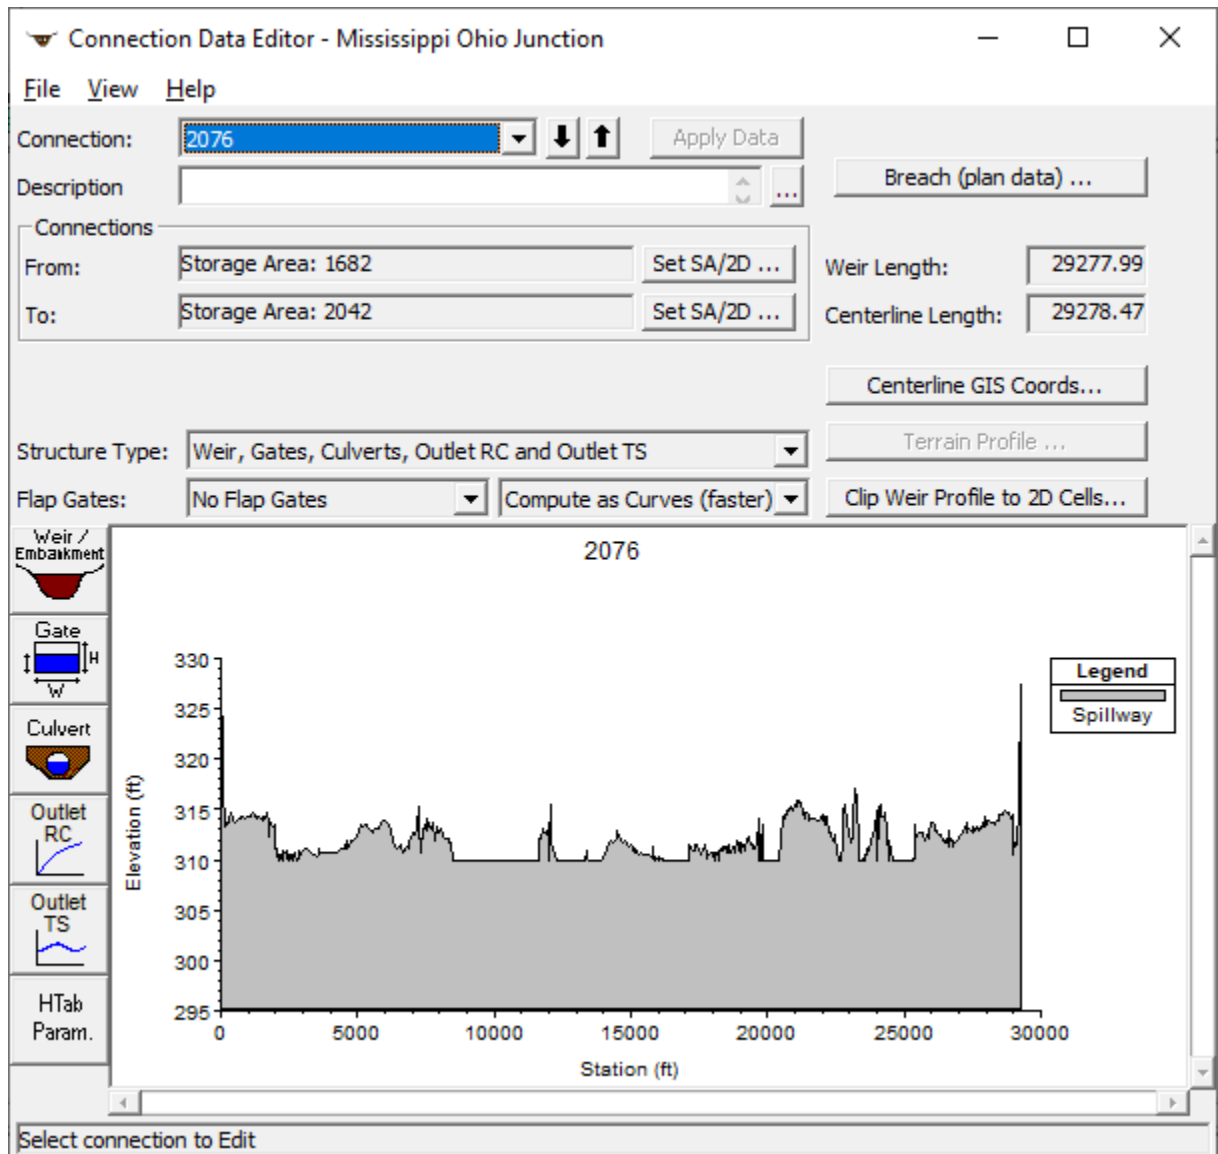 Connection Data Editor - Mississippi Ohio Junction
File View Help
Connection: 2076 Apply Data
Description ... Breach (plan data) ...
Connections
From: Storage Area: 1682 Set SA/2D ... Weir Length: 29277.99
To: Storage Area: 2042 Set SA/2D ... Centerline Length: 29278.47
Centerline GIS Coords...
Structure Type: Weir, Gates, Culverts, Outlet RC and Outlet TS Terrain Profile ...
Flap Gates: No Flap Gates Compute as Curves (faster) Clip Weir Profile to 2D Cells...
Weir /
Embankment
Gate
H
W
Culvert
Outlet
RC
Outlet
TS
HTab
Param.
2076
330
325
320
315
310
305
300
295
Elevation (ft)
0 5000 10000 15000 20000 25000 30000
Station (ft)
Legend
Spillway
Select connection to Edit